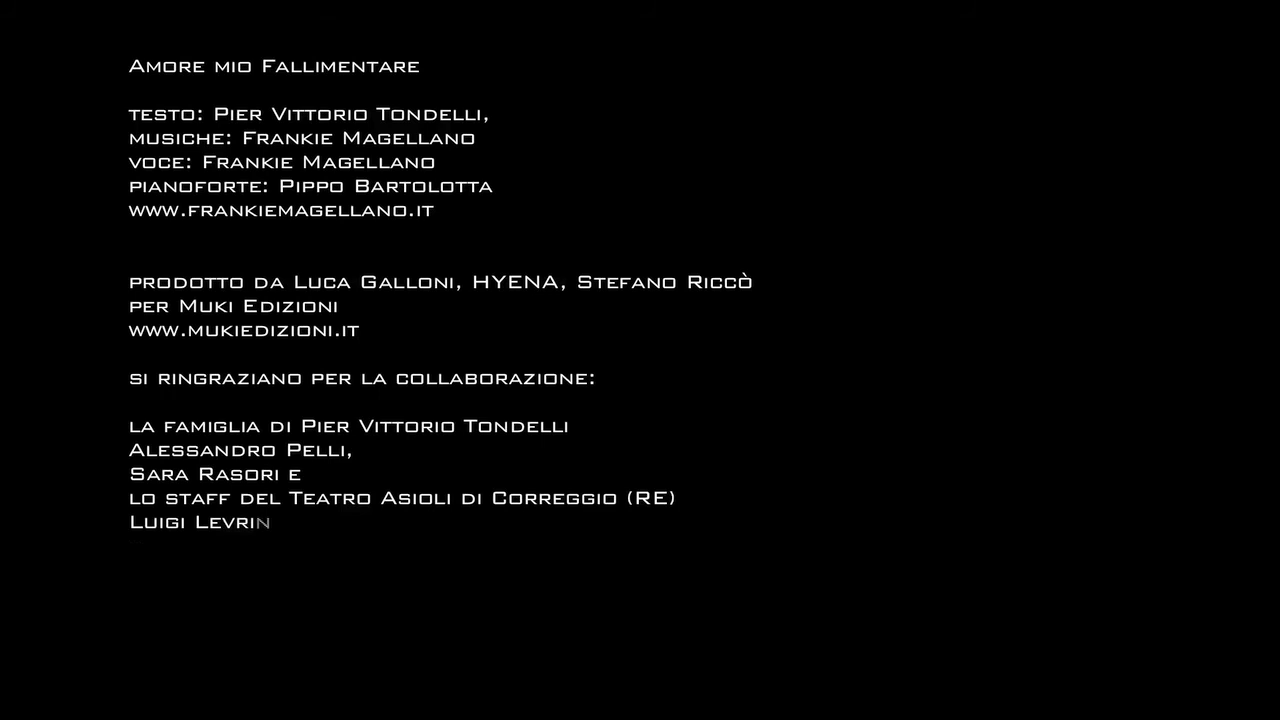 Amore mio Fallimentare
testo: Pier Vittorio Tondelli,
musiche: Frankie Magellano
voce: Frankie Magellano
pianoforte: Pippo Bartolotta
www.frankiemagellano.it
prodotto da Luca Galloni, HYENA, Stefano Riccò
per Muki Edizioni
www.mukiedizioni.it
si ringraziano per la collaborazione:
la famiglia di Pier Vittorio Tondelli
Alessandro Pelli,
Sara Rasori e
lo staff del Teatro Asioli di Correggio (RE)
Luigi Levrin